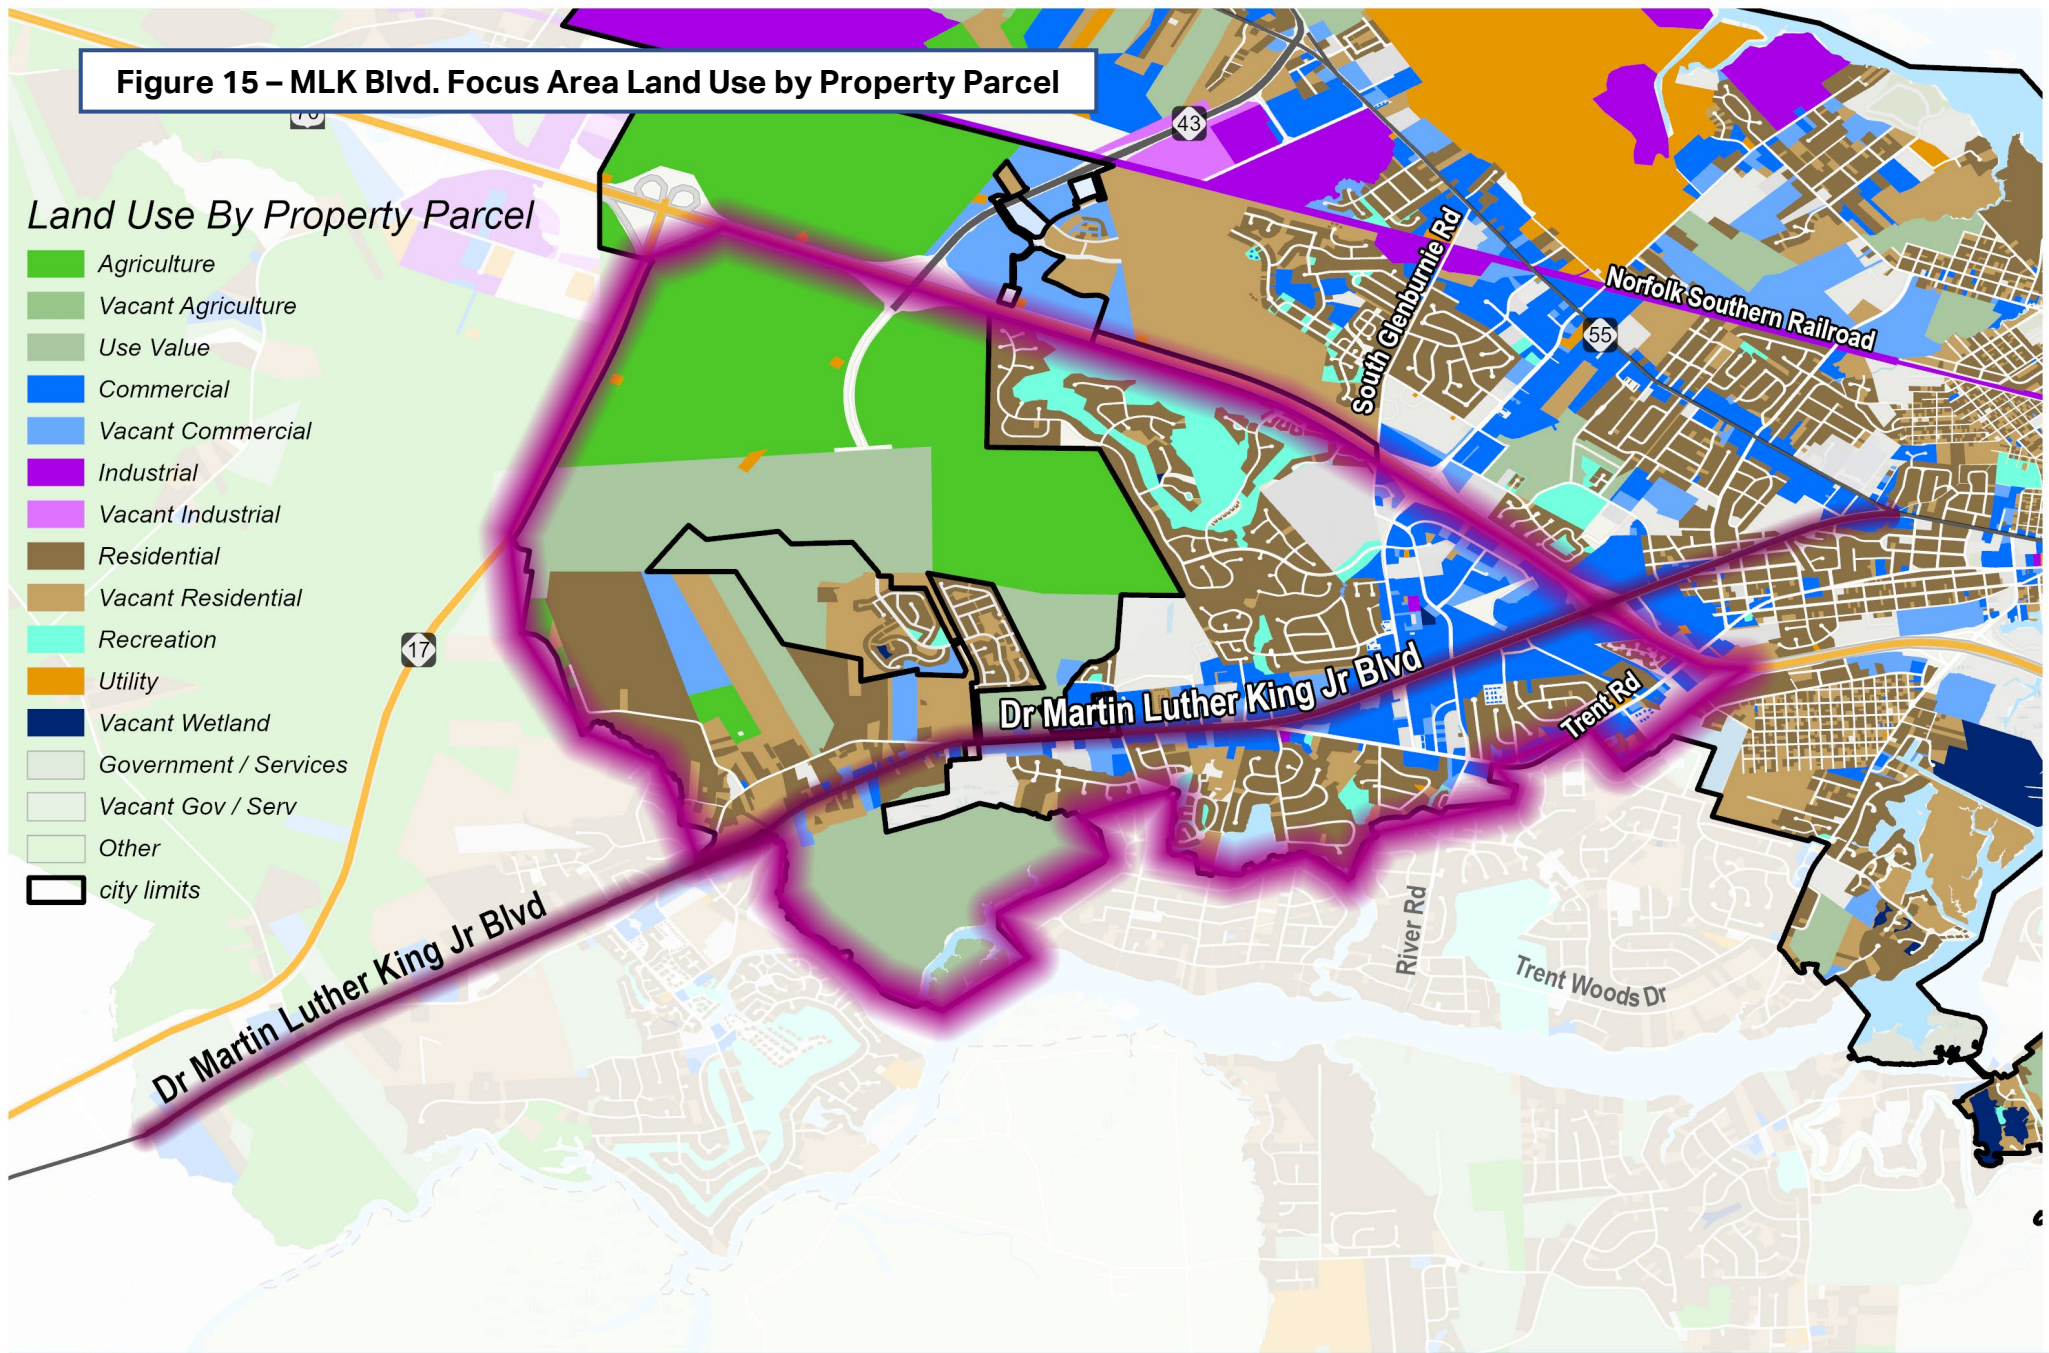 Figure 15 – MLK Blvd. Focus Area Land Use by Property Parcel
43
Land Use By Property Parcel
Agriculture
Vacant Agriculture
Use Value
Commercial
Vacant Commercial
Industrial
Vacant Industrial
Residential
Vacant Residential
Recreation
Utility
Vacant Wetland
Government / Services
Vacant Gov / Serv
Other
city limits
South Glenburnie Rd
Norfolk Southern Railroad
55
17
Dr Martin Luther King Jr Blvd
Trent Rd
Dr Martin Luther King Jr Blvd
River Rd
Trent Woods Dr